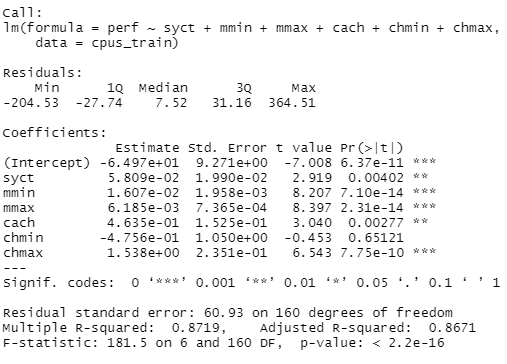 Call:
lm(formula = perf ~ syct + mmin + mmax + cach + chmin + chmax,
    data = cpus_train)

Residuals:
    Min      1Q  Median      3Q     Max
-204.53  -27.74    7.52   31.16  364.51

Coefficients:
              Estimate Std. Error t value Pr(>|t|)
(Intercept) -6.497e+01  9.271e+00  -7.008 6.37e-11 ***
syct         5.809e-02  1.990e-02   2.919  0.00402 **
mmin         1.607e-02  1.958e-03   8.207 7.10e-14 ***
mmax         6.185e-03  7.365e-04   8.397 2.31e-14 ***
cach         4.635e-01  1.525e-01   3.040  0.00277 **
chmin       -4.756e-01  1.050e+00  -0.453  0.65121
chmax        1.538e+00  2.351e-01   6.543 7.75e-10 ***
---
Signif. codes:  0 ‘***’ 0.001 ‘**’ 0.01 ‘*’ 0.05 ‘.’ 0.1 ‘ ’ 1

Residual standard error: 60.93 on 160 degrees of freedom
Multiple R-squared:  0.8719,    Adjusted R-squared:  0.8671
F-statistic: 181.5 on 6 and 160 DF,  p-value: < 2.2e-16